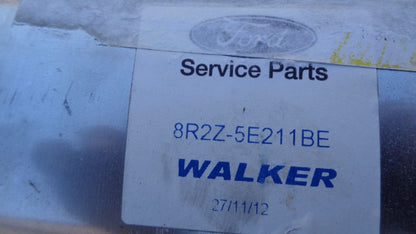 Ford
Service Parts
8R2Z-5E211BE
WALKER
27/11/12